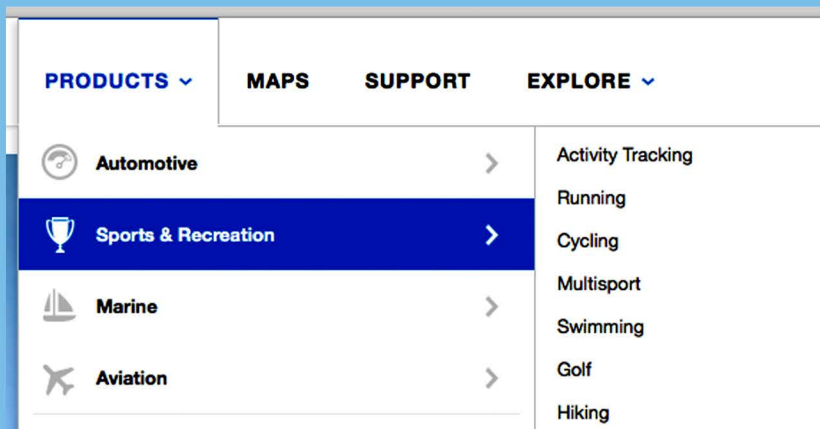 PRODUCTS MAPS SUPPORT EXPLORE
Automotive
Sports & Recreation
Marine
Aviation
Activity Tracking
Running
Cycling
Multisport
Swimming
Golf
Hiking